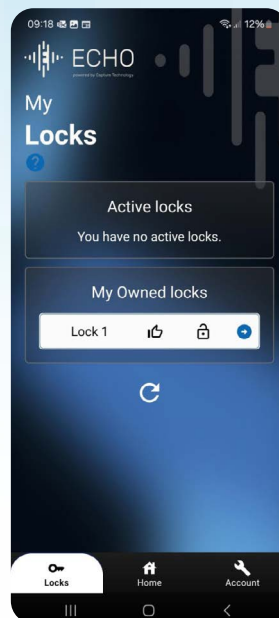 09:18 12%
ECHO
powered by Capture Technology
My
Locks
?
Active locks
You have no active locks.
My Owned locks
Lock 1
Locks Home Account